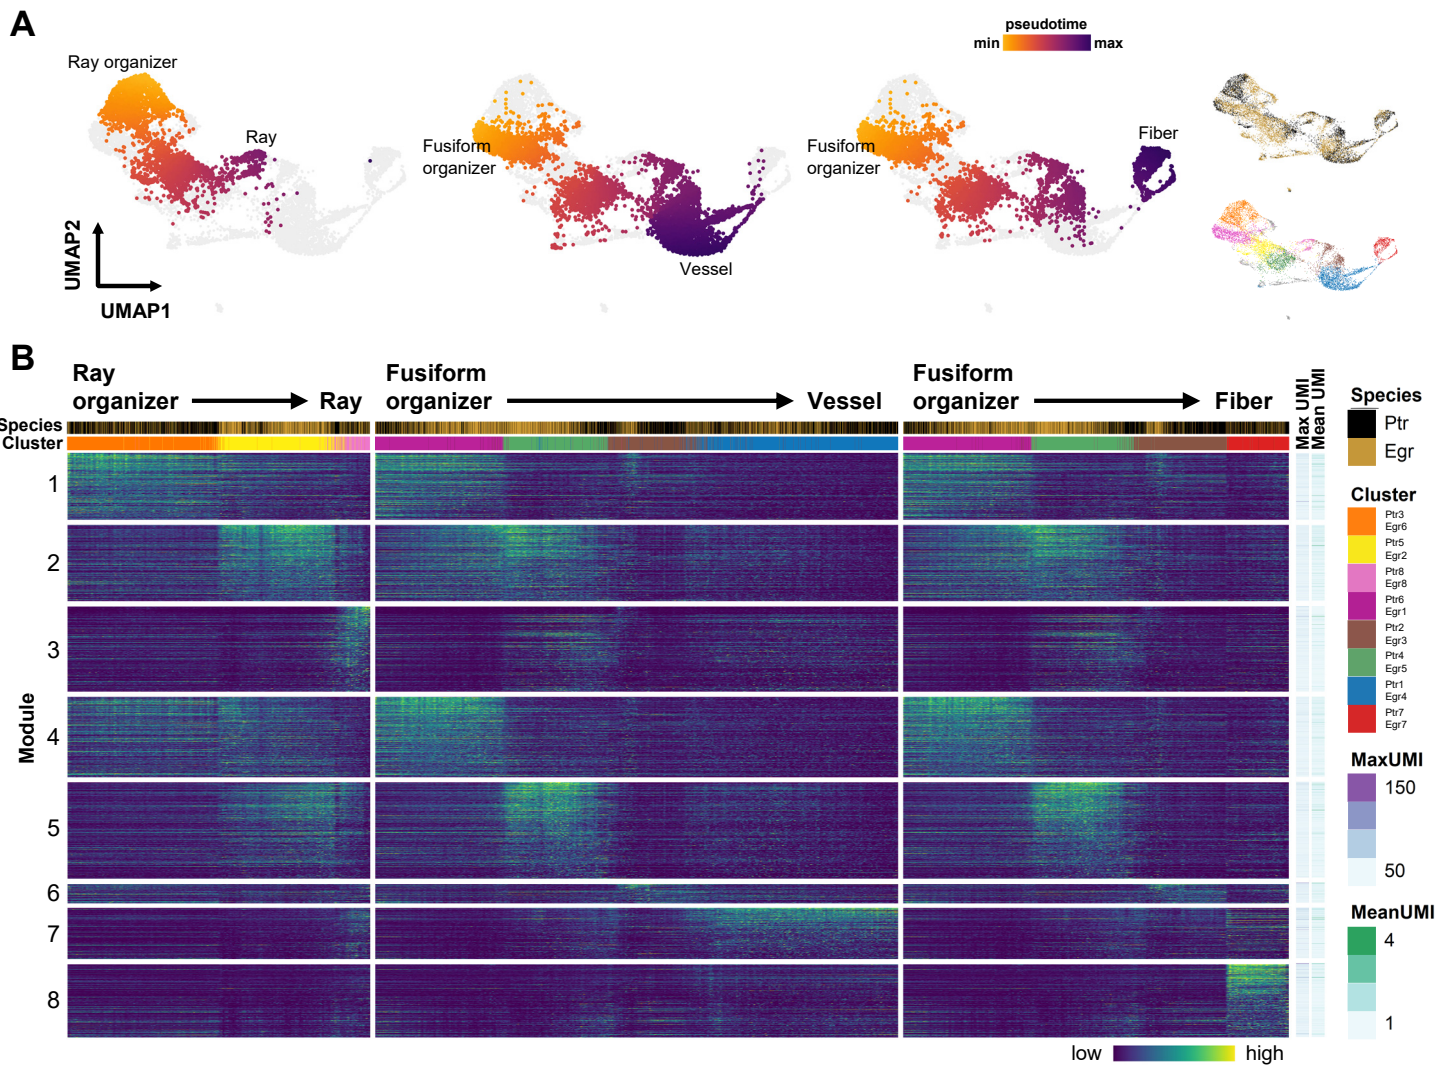 A
pseudotime
min max
Ray organizer
Ray
Fusiform
organizer
Vessel
Fusiform
organizer
Fiber
UMAP2
UMAP1
B
Ray
organizer Ray
Fusiform
organizer Vessel
Fusiform
organizer Fiber
Max UMI
Mean UMI
Species
Cluster
Module
1
2
3
4
5
6
7
8
low high
Species
Ptr
Egr
Cluster
Ptr3
Egr6
Ptr5
Egr2
Ptr8
Egr8
Ptr6
Egr1
Ptr2
Egr3
Ptr4
Egr5
Ptr1
Egr4
Ptr7
Egr7
MaxUMI
150
50
MeanUMI
4
1